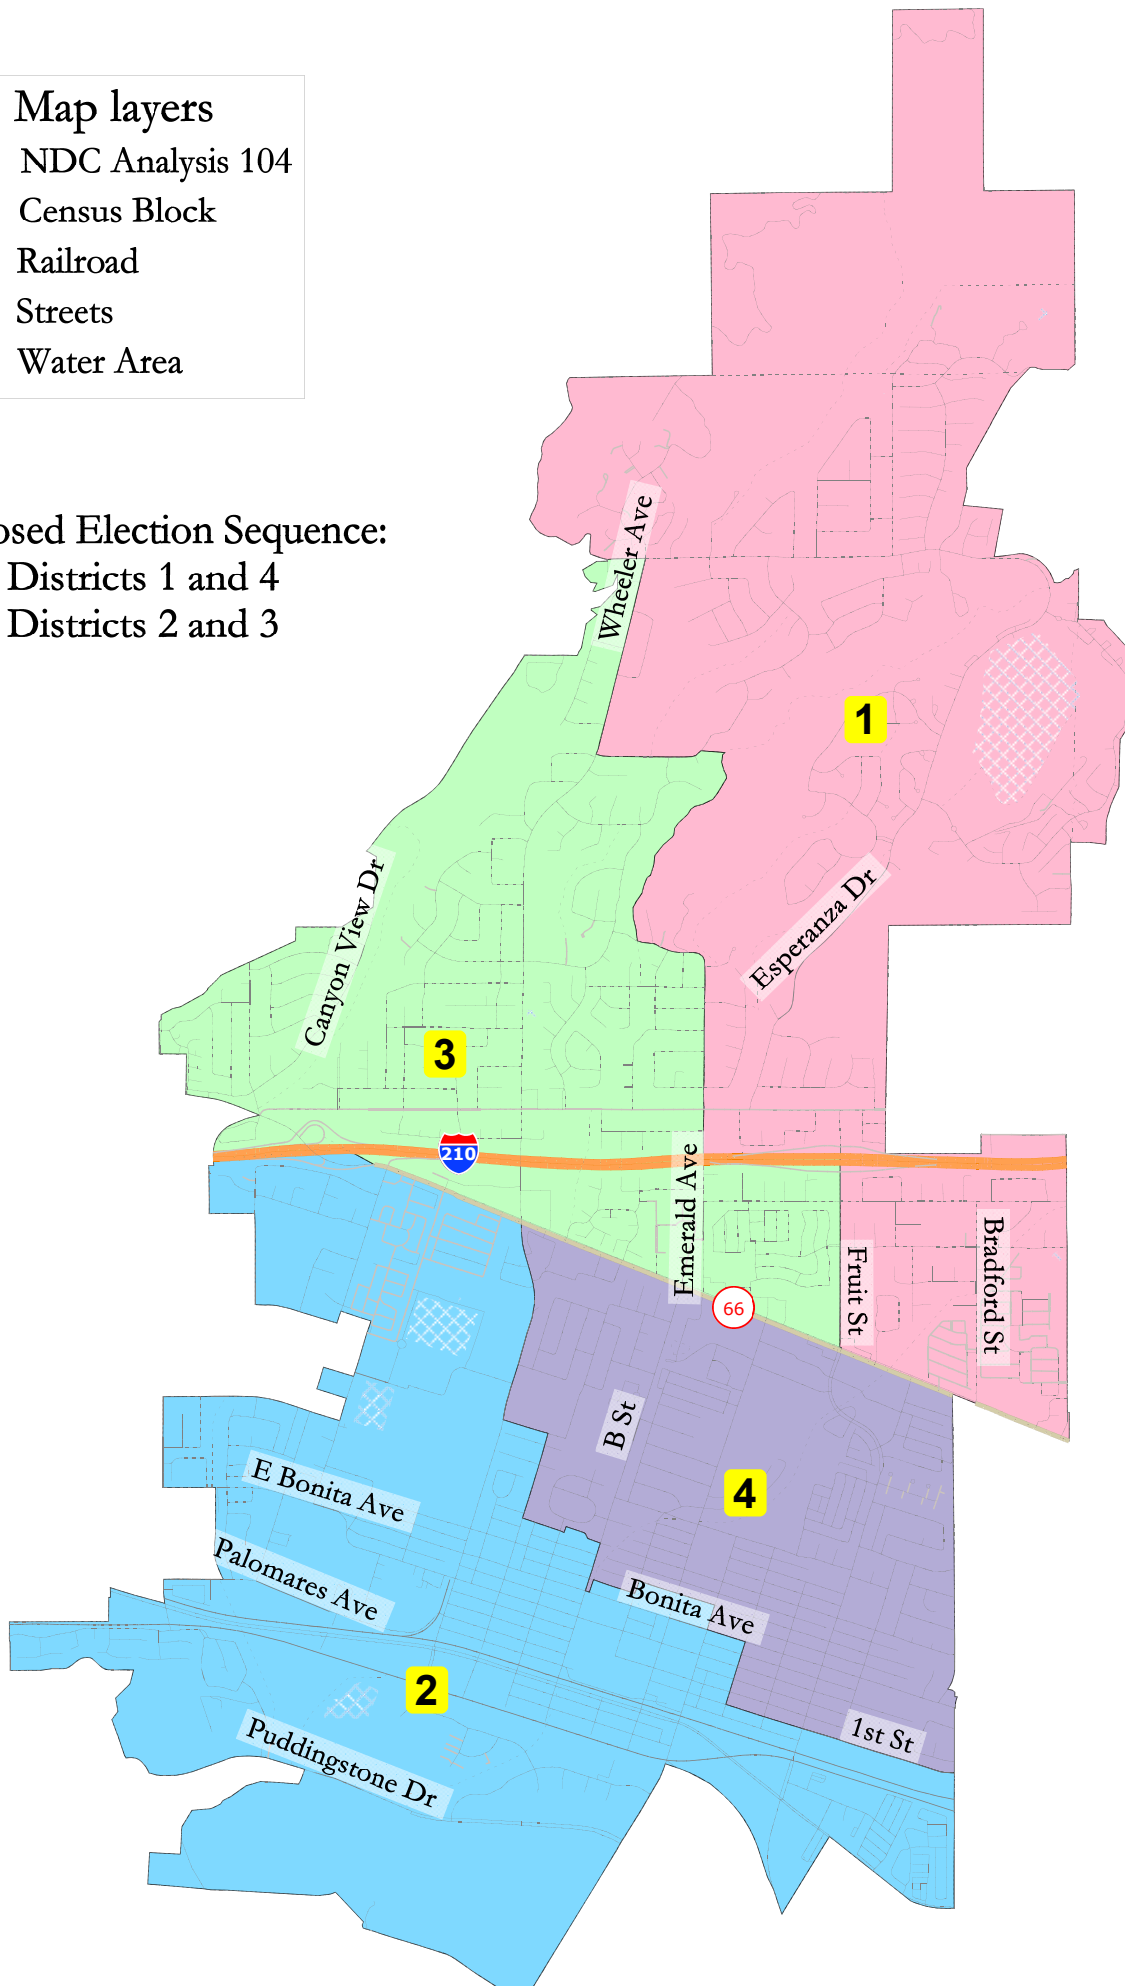 Map layers
NDC Analysis 104
Census Block
Railroad
Streets
Water Area
osed Election Sequence:
Districts 1 and 4
Districts 2 and 3
Wheeler Ave
1
Canyon View Dr
Esperanza Dr
3
210
Emerald Ave
Fruit St
Bradford St
66
B St
E Bonita Ave
4
Palomares Ave
Bonita Ave
2
1st St
Puddingstone Dr